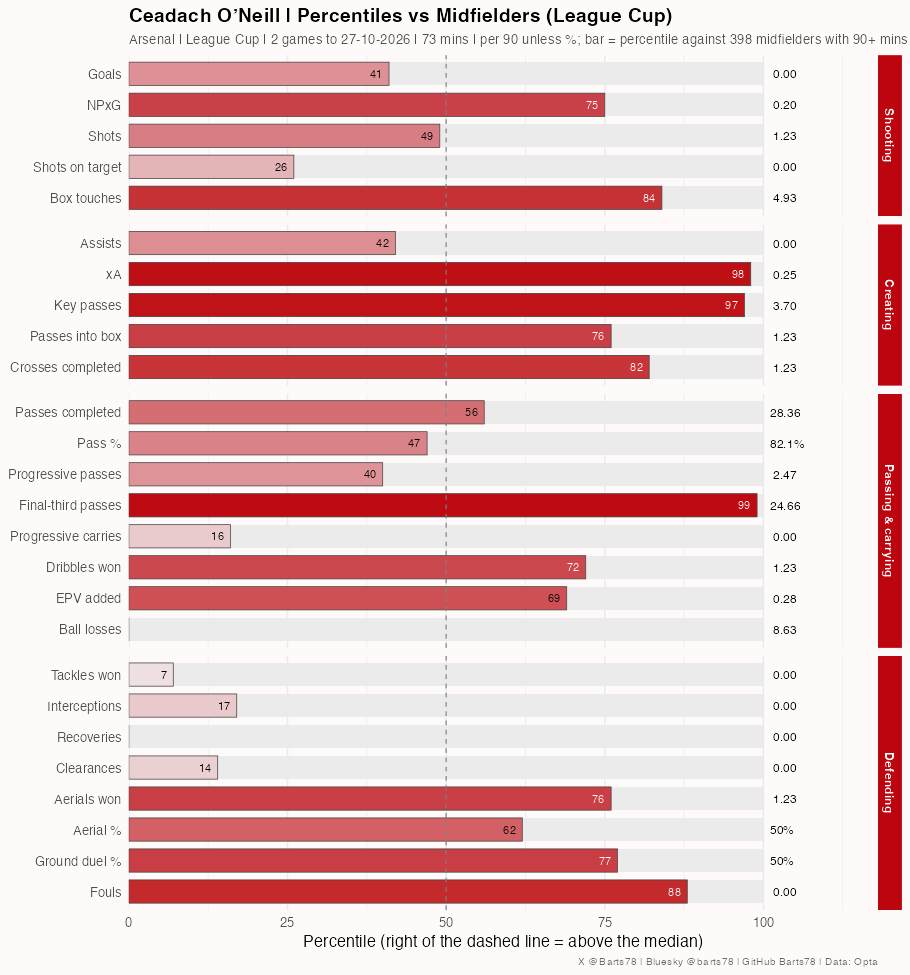 Ceadach O’Neill | Percentiles vs Midfielders (League Cup)
Arsenal | League Cup | 2 games to 27-10-2026 | 73 mins | per 90 unless %; bar = percentile against 398 midfielders with 90+ mins
Shooting
Goals 41 0.00
NPxG 75 0.20
Shots 49 1.23
Shots on target 26 0.00
Box touches 84 4.93
Creating
Assists 42 0.00
xA 98 0.25
Key passes 97 3.70
Passes into box 76 1.23
Crosses completed 82 1.23
Passing & carrying
Passes completed 56 28.36
Pass % 47 82.1%
Progressive passes 40 2.47
Final-third passes 99 24.66
Progressive carries 16 0.00
Dribbles won 72 1.23
EPV added 69 0.28
Ball losses 8.63
Defending
Tackles won 7 0.00
Interceptions 17 0.00
Recoveries 0.00
Clearances 14 0.00
Aerials won 76 1.23
Aerial % 62 50%
Ground duel % 77 50%
Fouls 88 0.00
0 25 50 75 100
Percentile (right of the dashed line = above the median)
X @Barts78 | Bluesky @barts78 | GitHub Barts78 | Data: Opta